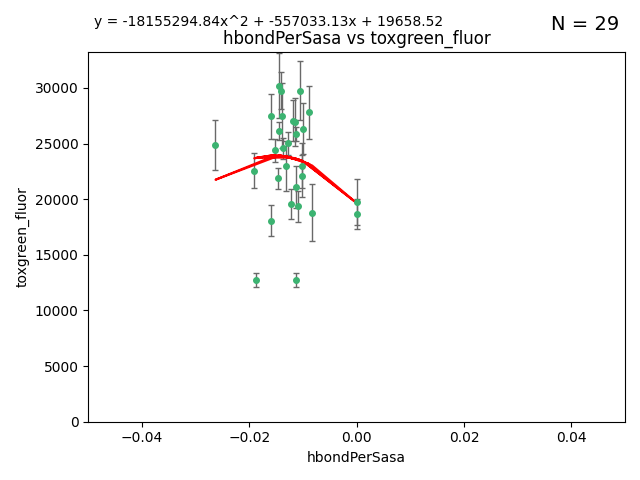 y = -18155294.84x^2 + -557033.13x + 19658.52
N = 29
hbondPerSasa vs toxgreen_fluor
toxgreen_fluor
30000
25000
20000
15000
10000
5000
0
−0.04
−0.02
0.00
0.02
0.04
hbondPerSasa